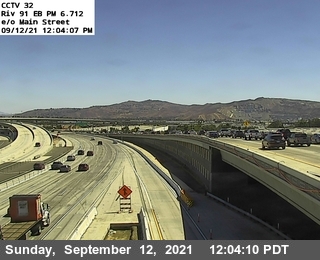 CCTV 32
Riv 91 EB PM 6.712
e/o Main Street
09/12/21 12:04:07 PM
Sunday, September 12, 2021 12:04:10 PDT